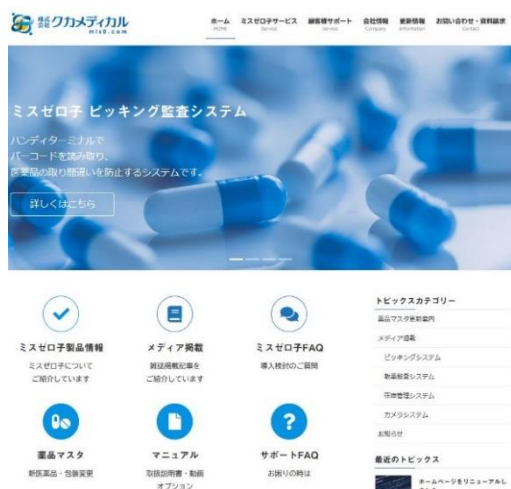 株式会社 クカメディカル
mis0.com
ホーム ミスゼロ子サービス 顧客様サポート 会社情報 更新情報 お問い合わせ・資料請求
HOME Service Service Company Information Contact
ミスゼロ子 ピッキング監査システム
ハンディターミナルで
バーコードを読み取り、
医薬品の取り間違いを防止するシステムです。
詳しくはこちら
ミスゼロ子製品情報
ミスゼロ子について
ご紹介しています
メディア掲載
雑誌掲載記事を
ご紹介しています
ミスゼロ子FAQ
導入検討のご質問
薬品マスタ
新医薬品・包装変更
マニュアル
取扱説明書・動画
オプション
サポートFAQ
お困りの時は
トピックスカテゴリー
薬品マスタ更新案内
メディア掲載
ピッキングシステム
散薬監査システム
在庫管理システム
カメラシステム
お知らせ
最近のトピックス
ホームページをリニューアルし